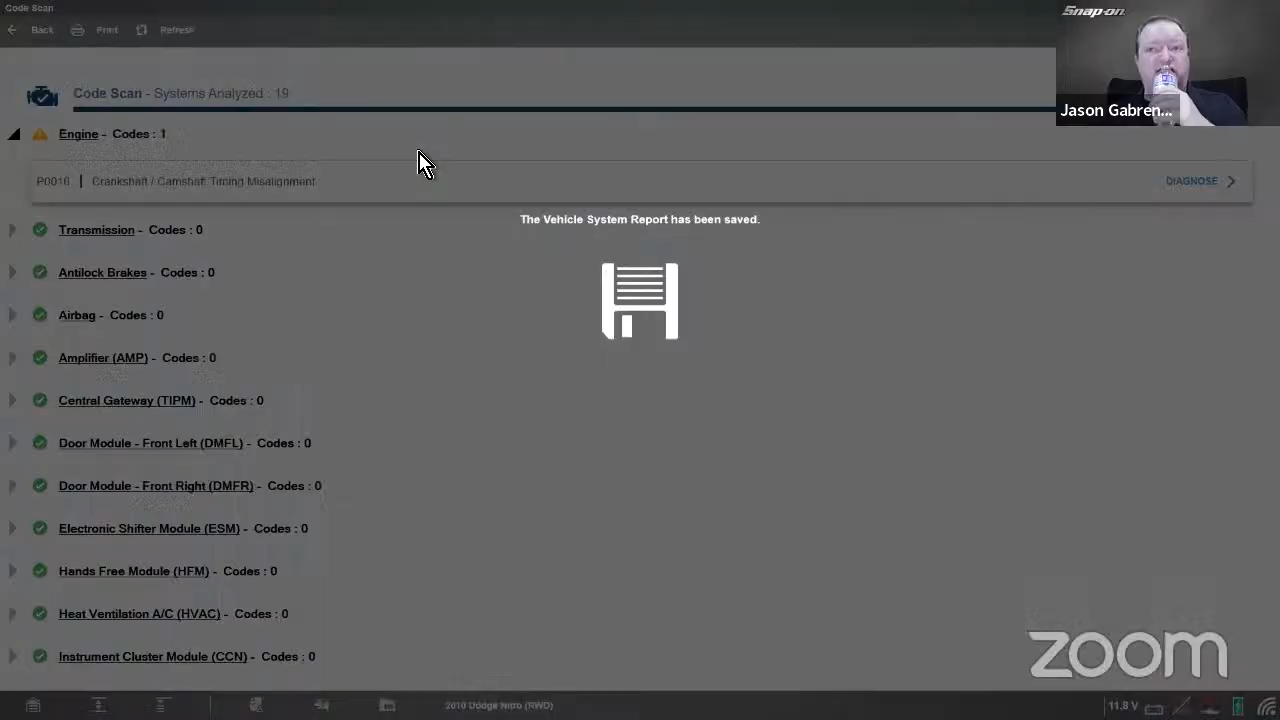 Code Scan
Back Print Refresh
Snap-on
Jason Gabren...
Code Scan - Systems Analyzed : 19
Engine - Codes : 1
P0016 | Crankshaft / Camshaft Timing Misalignment DIAGNOSE
The Vehicle System Report has been saved.
Transmission - Codes : 0
Antilock Brakes - Codes : 0
Airbag - Codes : 0
Amplifier (AMP) - Codes : 0
Central Gateway (TIPM) - Codes : 0
Door Module - Front Left (DMFL) - Codes : 0
Door Module - Front Right (DMFR) - Codes : 0
Electronic Shifter Module (ESM) - Codes : 0
Hands Free Module (HFM) - Codes : 0
Heat Ventilation A/C (HVAC) - Codes : 0
Instrument Cluster Module (CCN) - Codes : 0
zoom
2010 Dodge Nitro (RWD)
11.8 V